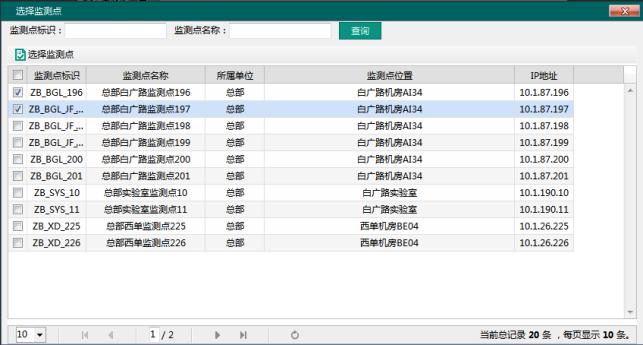 选择监测点
监测点标识： 监测点名称： 查询
选择监测点
监测点标识 监测点名称 所属单位 监测点位置 IP地址
ZB_BGL_196 总部白广路监测点196 总部 白广路机房AI34 10.1.87.196
ZB_BGL_JF_... 总部白广路监测点197 总部 白广路机房AI34 10.1.87.197
ZB_BGL_JF_... 总部白广路监测点198 总部 白广路机房AI34 10.1.87.198
ZB_BGL_JF_... 总部白广路监测点199 总部 白广路机房AI34 10.1.87.199
ZB_BGL_200 总部白广路监测点200 总部 白广路机房AI34 10.1.87.200
ZB_BGL_201 总部白广路监测点201 总部 白广路机房AI34 10.1.87.201
ZB_SYS_10 总部实验室监测点10 总部 白广路实验室 10.1.190.10
ZB_SYS_11 总部实验室监测点11 总部 白广路实验室 10.1.190.11
ZB_XD_225 总部西单监测点225 总部 西单机房BE04 10.1.26.225
ZB_XD_226 总部西单监测点226 总部 西单机房BE04 10.1.26.226
10 1 / 2 当前总记录 20 条 ，每页显示 10 条。